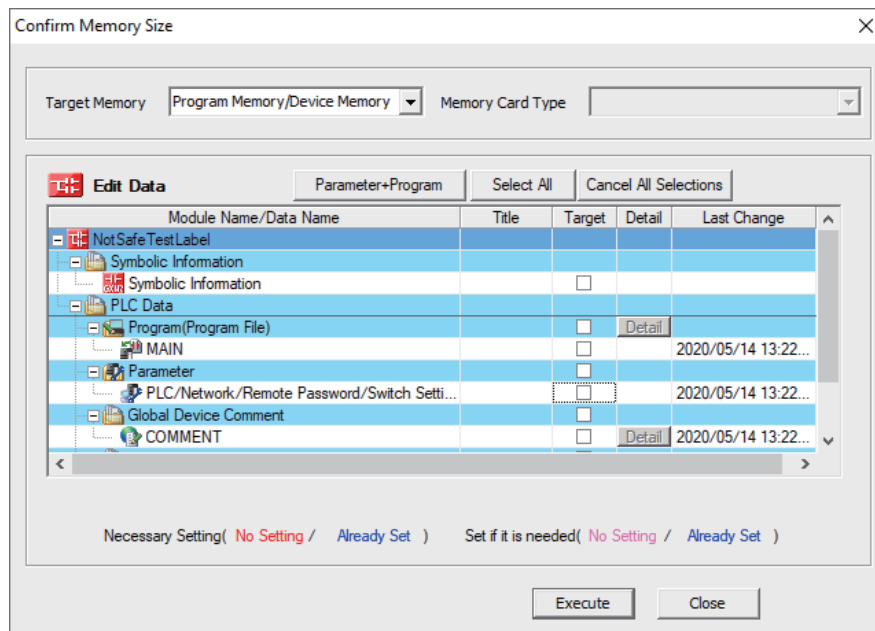 Confirm Memory Size
Target Memory Program Memory/Device Memory Memory Card Type
Edit Data Parameter+Program Select All Cancel All Selections
Module Name/Data Name Title Target Detail Last Change
NotSafeTestLabel
Symbolic Information
Symbolic Information
PLC Data
Program(Program File) Detail
MAIN 2020/05/14 13:22...
Parameter
PLC/Network/Remote Password/Switch Setti... 2020/05/14 13:22...
Global Device Comment
COMMENT Detail 2020/05/14 13:22...
Necessary Setting( No Setting / Already Set ) Set if it is needed( No Setting / Already Set )
Execute Close